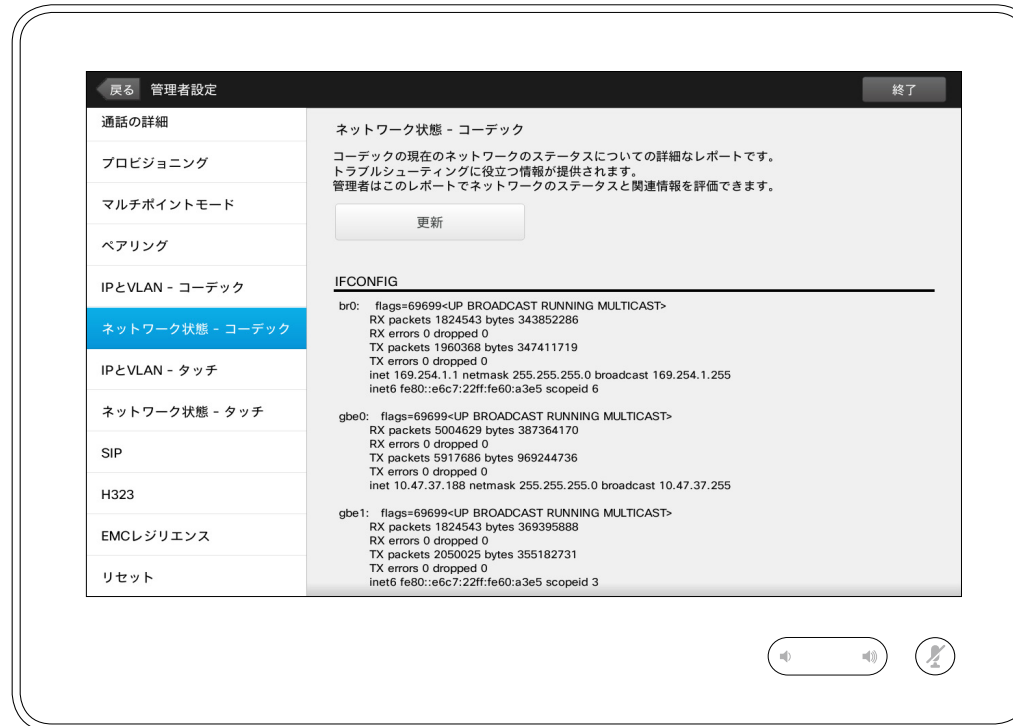 戻る 管理者設定 終了
通話の詳細
プロビジョニング
マルチポイントモード
ペアリング
IPとVLAN - コーデック
ネットワーク状態 - コーデック
IPとVLAN - タッチ
ネットワーク状態 - タッチ
SIP
H323
EMCレジリエンス
リセット
ネットワーク状態 - コーデック
コーデックの現在のネットワークのステータスについての詳細なレポートです。
トラブルシューティングに役立つ情報が提供されます。
管理者はこのレポートでネットワークのステータスと関連情報を評価できます。
更新
IFCONFIG
br0: flags=69699<UP BROADCAST RUNNING MULTICAST>
RX packets 1824543 bytes 343852286
RX errors 0 dropped 0
TX packets 1960368 bytes 347411719
TX errors 0 dropped 0
inet 169.254.1.1 netmask 255.255.255.0 broadcast 169.254.1.255
inet6 fe80::e6c7:22ff:fe60:a3e5 scopeid 6
gbe0: flags=69699<UP BROADCAST RUNNING MULTICAST>
RX packets 5004629 bytes 387364170
RX errors 0 dropped 0
TX packets 5917686 bytes 969244736
TX errors 0 dropped 0
inet 10.47.37.188 netmask 255.255.255.0 broadcast 10.47.37.255
gbe1: flags=69699<UP BROADCAST RUNNING MULTICAST>
RX packets 1824543 bytes 369395888
RX errors 0 dropped 0
TX packets 2050025 bytes 355182731
TX errors 0 dropped 0
inet6 fe80::e6c7:22ff:fe60:a3e5 scopeid 3